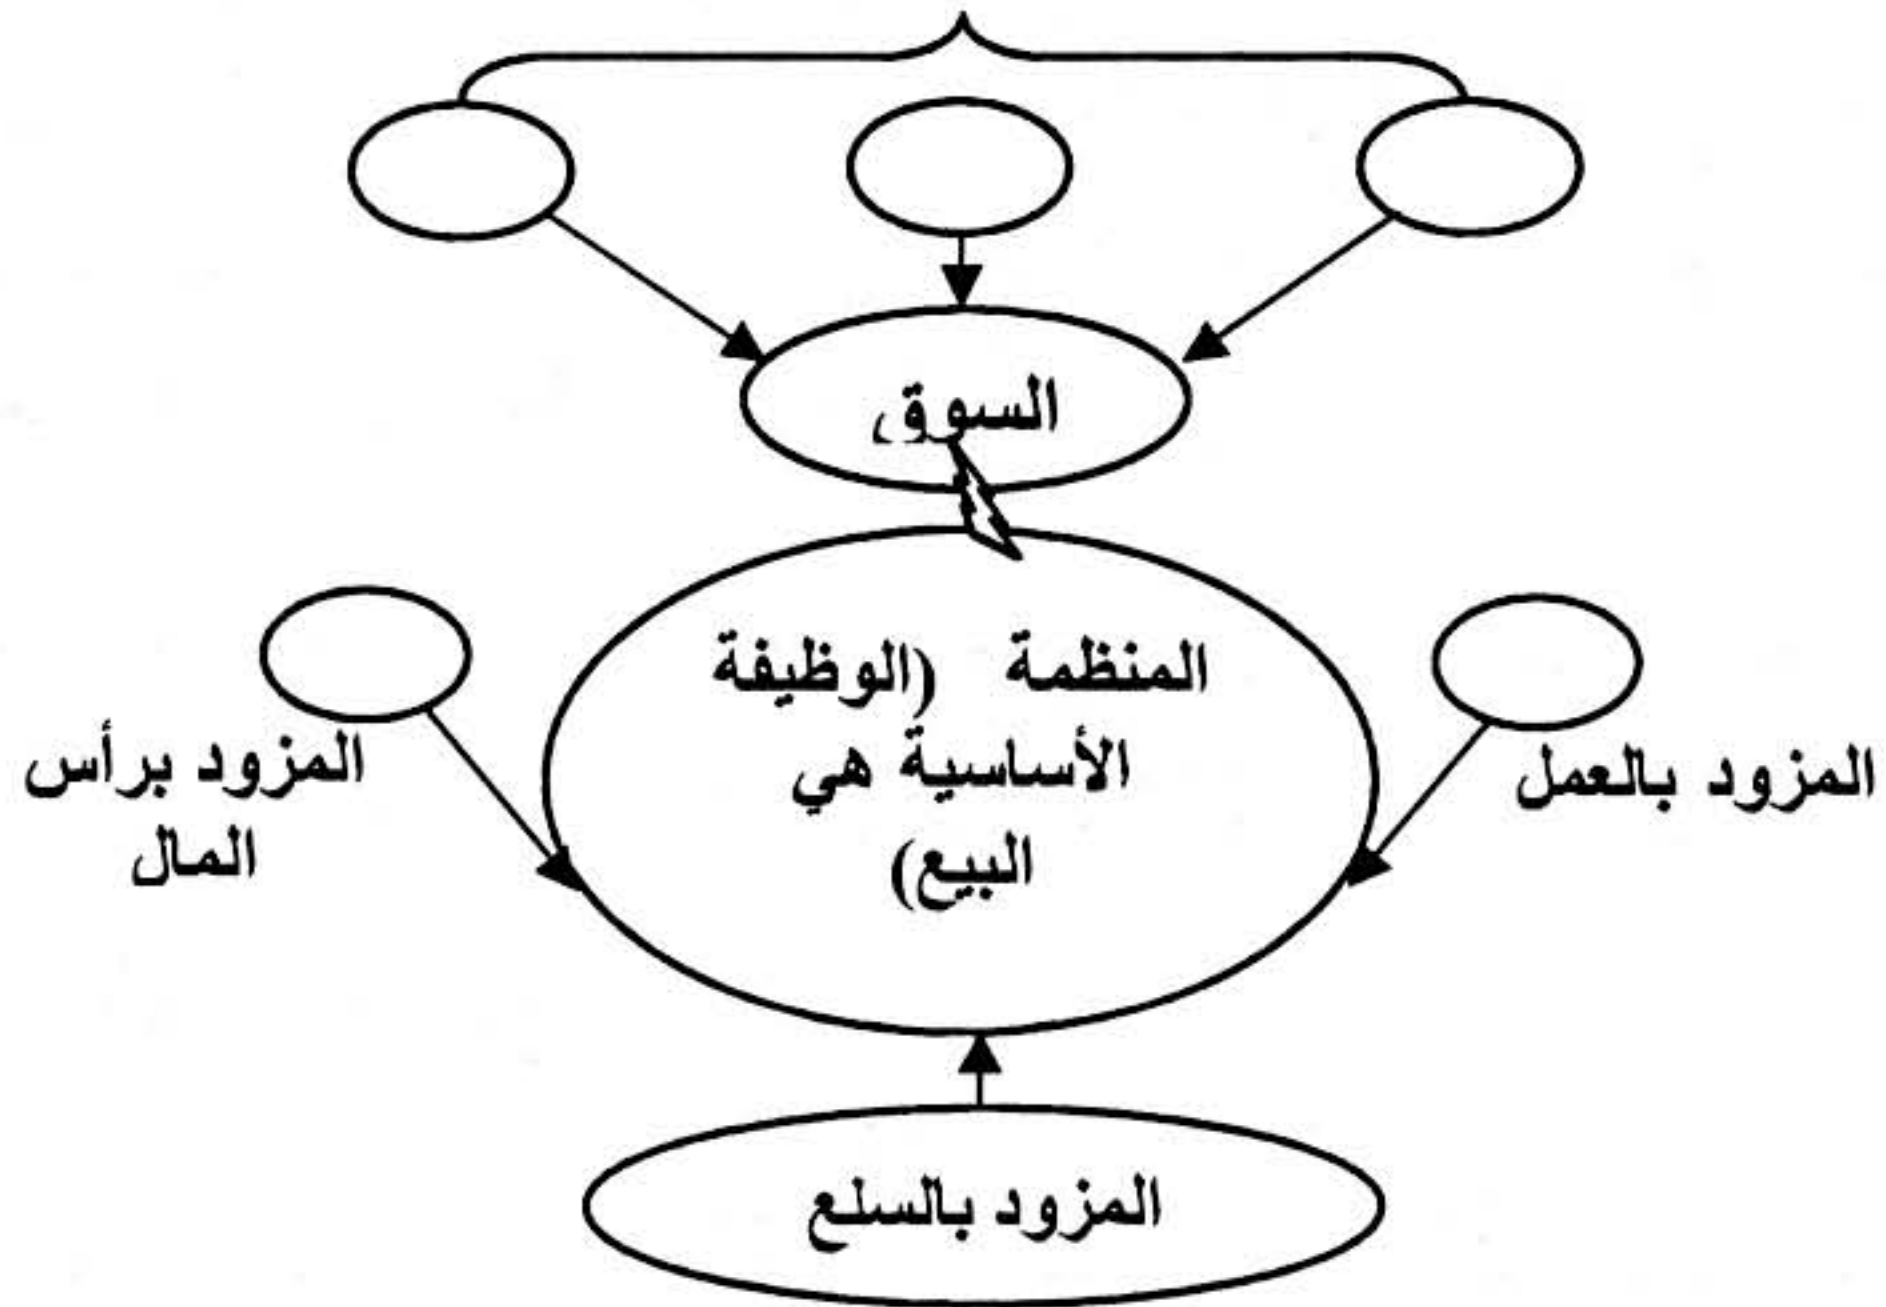 السوق
المنظمة (الوظيفة
الأساسية هي
البيع)
المزود بالعمل
المزود برأس
المال
المزود بالسلع